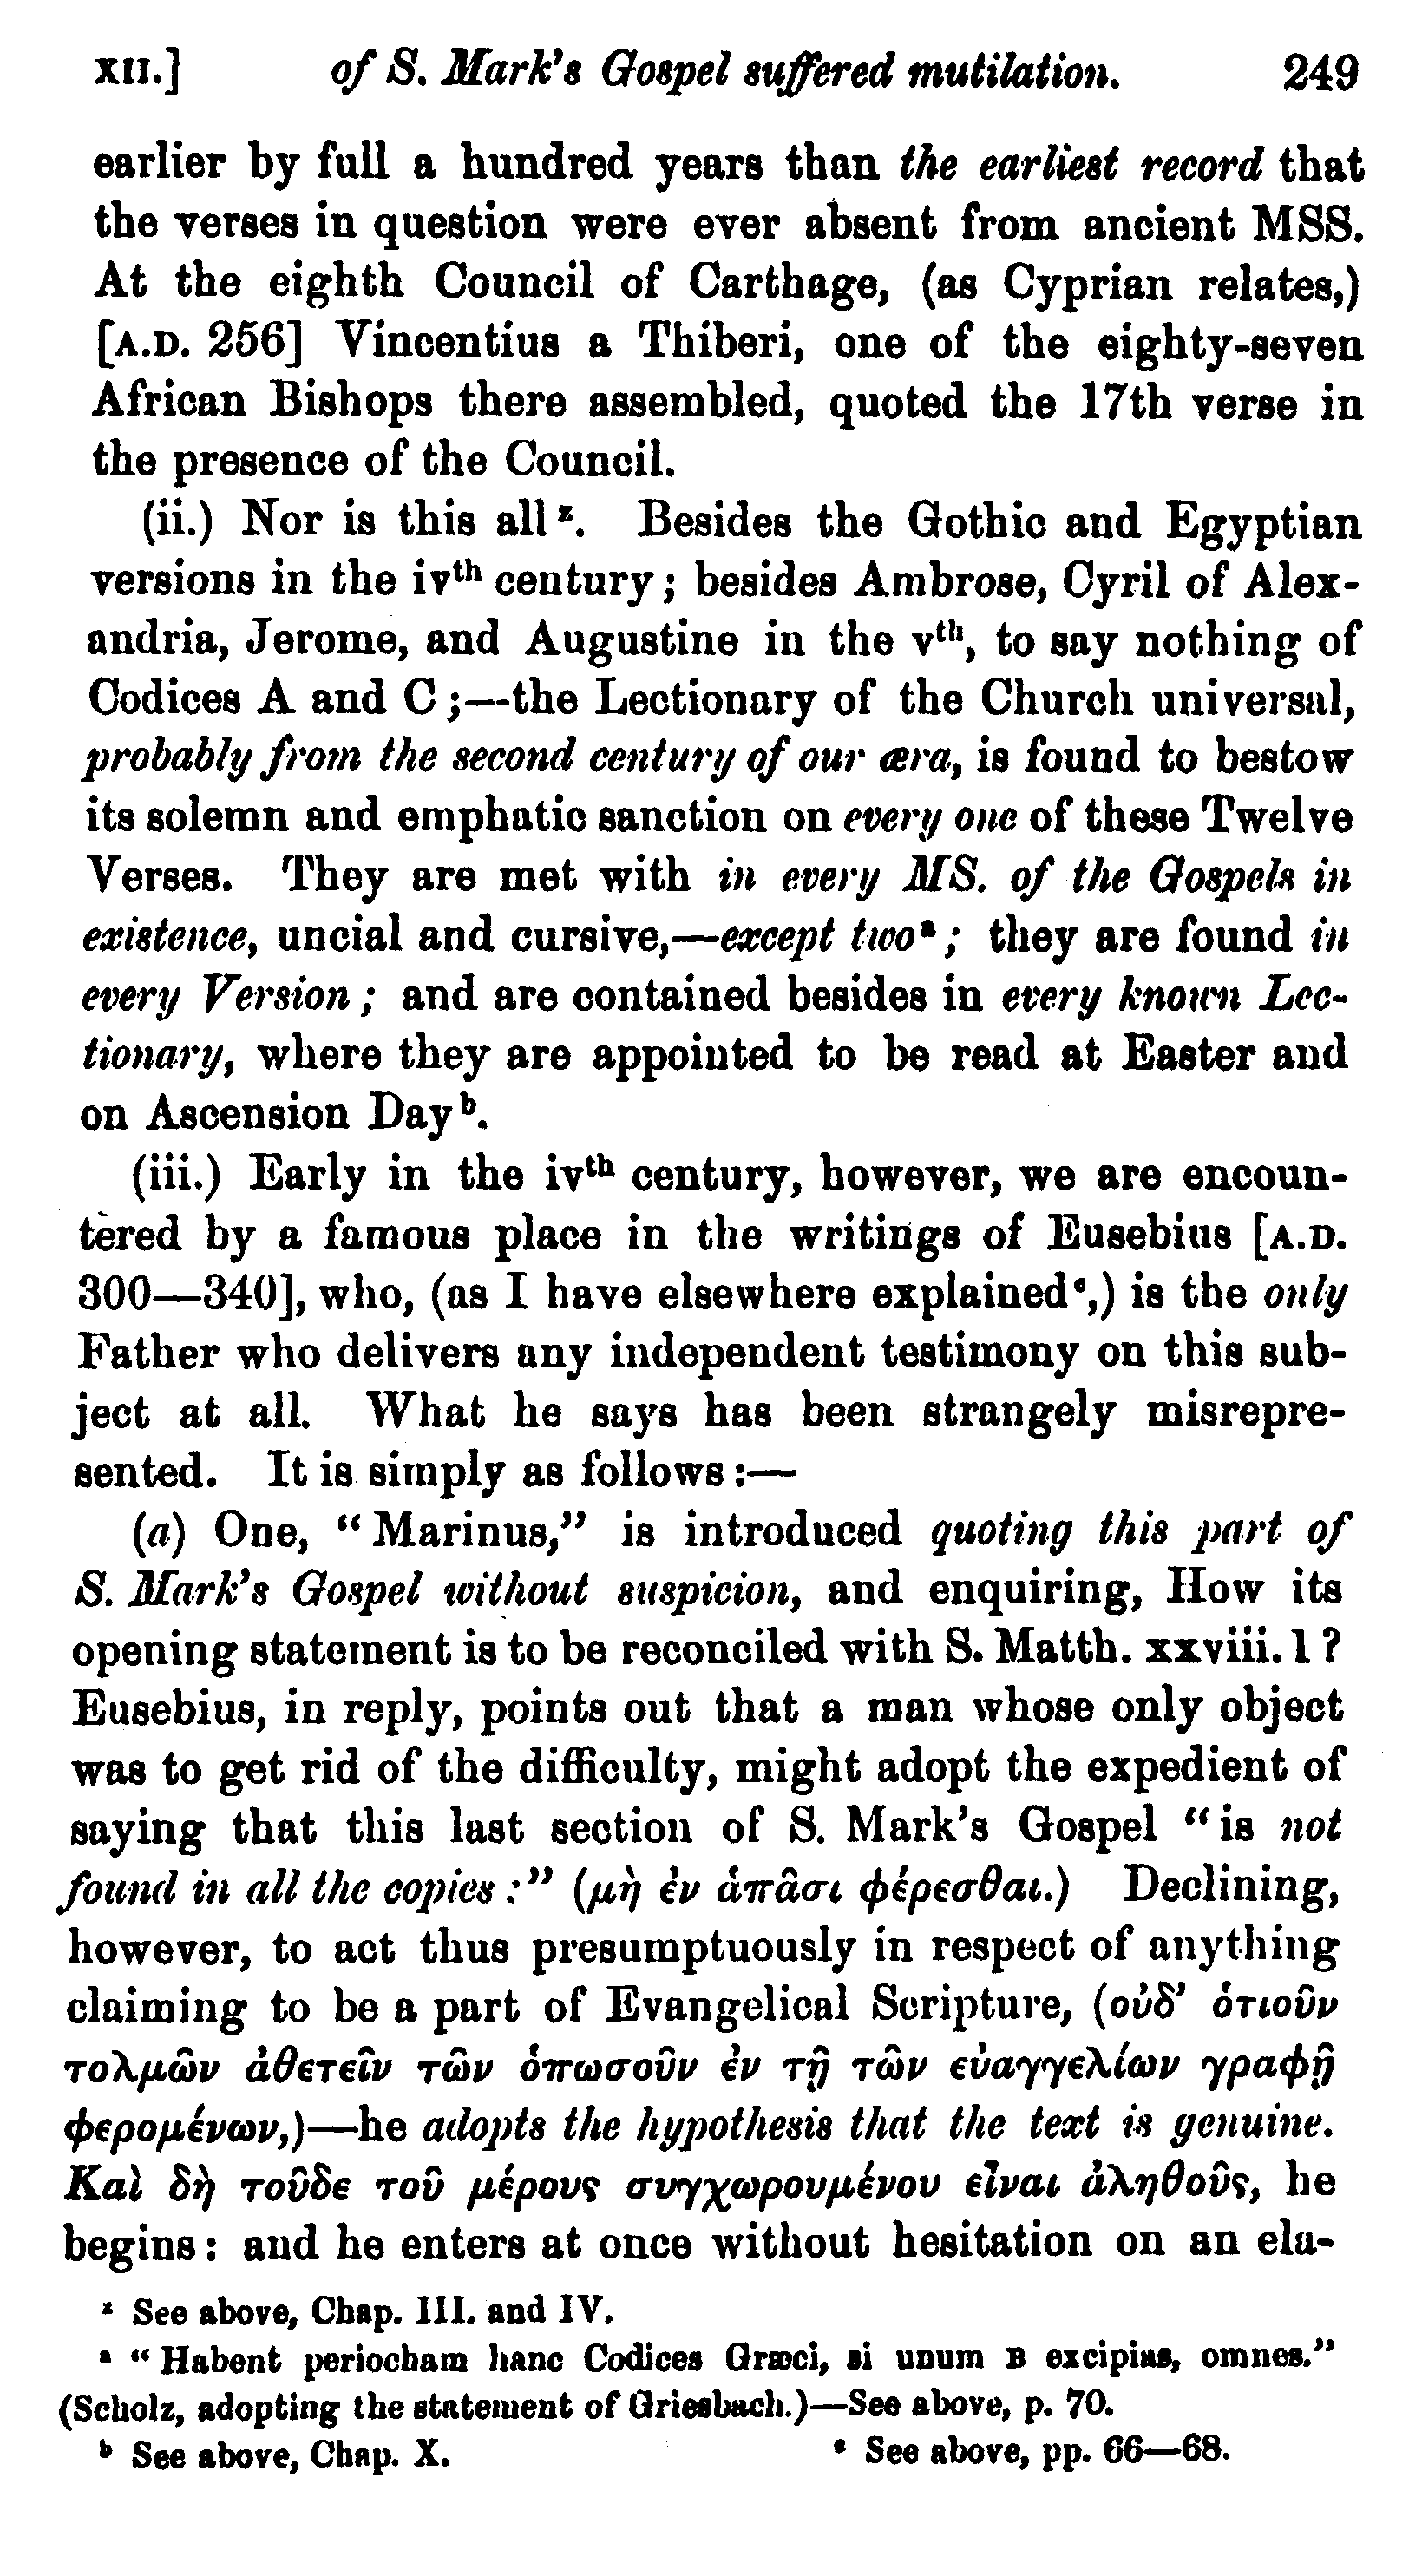 XII.] of S. Mark's Gospel suffered mutilation. 249
earlier by full a hundred years than the earliest record that
the verses in question were ever absent from ancient MSS.
At the eighth Council of Carthage, (as Cyprian relates,)
[A.D. 256] Vincentius a Thiberi, one of the eighty-seven
African Bishops there assembled, quoted the 17th verse in
the presence of the Council.
(ii.) Nor is this all z. Besides the Gothic and Egyptian
versions in the ivth century; besides Ambrose, Cyril of Alex-
andria, Jerome, and Augustine in the vth, to say nothing of
Codices A and C;—the Lectionary of the Church universal,
probably from the second century of our æra, is found to bestow
its solemn and emphatic sanction on every one of these Twelve
Verses. They are met with in every MS. of the Gospels in
existence, uncial and cursive,—except two a; they are found in
every Version; and are contained besides in every known Lec-
tionary, where they are appointed to be read at Easter and
on Ascension Day b.
(iii.) Early in the ivth century, however, we are encoun-
tered by a famous place in the writings of Eusebius [A.D.
300—340], who, (as I have elsewhere explained c,) is the only
Father who delivers any independent testimony on this sub-
ject at all. What he says has been strangely misrepre-
sented. It is simply as follows:—
(a) One, "Marinus," is introduced quoting this part of
S. Mark's Gospel without suspicion, and enquiring, How its
opening statement is to be reconciled with S. Matth. xxviii. 1?
Eusebius, in reply, points out that a man whose only object
was to get rid of the difficulty, might adopt the expedient of
saying that this last section of S. Mark's Gospel "is not
found in all the copies:" (μὴ ἐν ἁπᾶσι φέρεσθαι.) Declining,
however, to act thus presumptuously in respect of anything
claiming to be a part of Evangelical Scripture, (οὐδ' ὁτιοῦν
τολμῶν ἀθετεῖν τῶν ὁπωσοῦν ἐν τῇ τῶν εὐαγγελίων γραφῇ
φερομένων,)—he adopts the hypothesis that the text is genuine.
Καὶ δὴ τοῦδε τοῦ μέρους συγχωρουμένου εἶναι ἀληθοῦς, he
begins: and he enters at once without hesitation on an ela-
z See above, Chap. III. and IV.
a "Habent periocham hanc Codices Græci, si unum B excipias, omnes."
(Scholz, adopting the statement of Griesbach.)—See above, p. 70.
b See above, Chap. X. c See above, pp. 66—68.